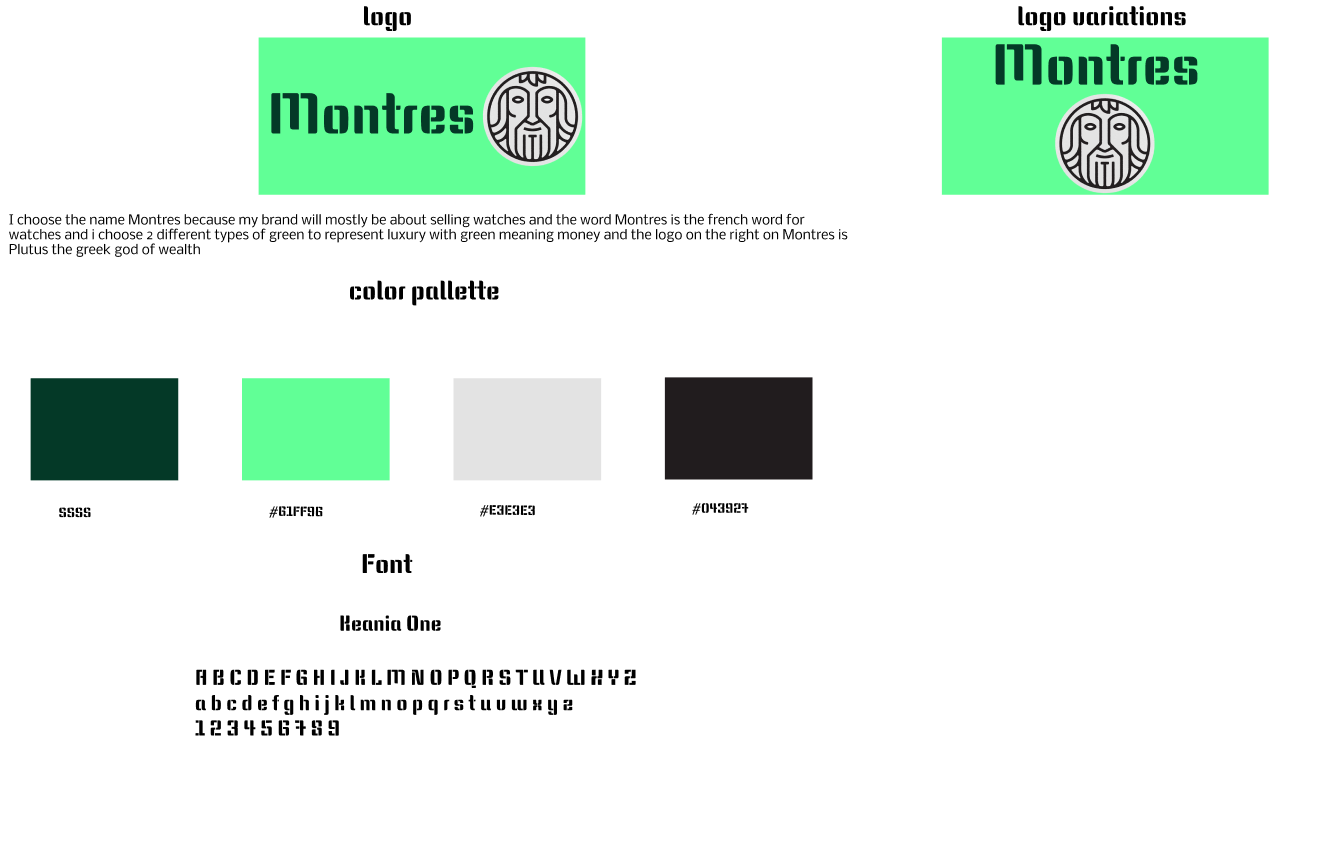 logo
Montres
logo variations
Montres
I choose the name Montres because my brand will mostly be about selling watches and the word Montres is the french word for
watches and i choose 2 different types of green to represent luxury with green meaning money and the logo on the right on Montres is
Plutus the greek god of wealth
color pallette
ssss
#61FF96
#E3E3E3
#043927
Font
Keania One
A B C D E F G H I J K L M N O P Q R S T U V W X Y Z
a b c d e f g h i j k l m n o p q r s t u v w x y z
1 2 3 4 5 6 7 8 9